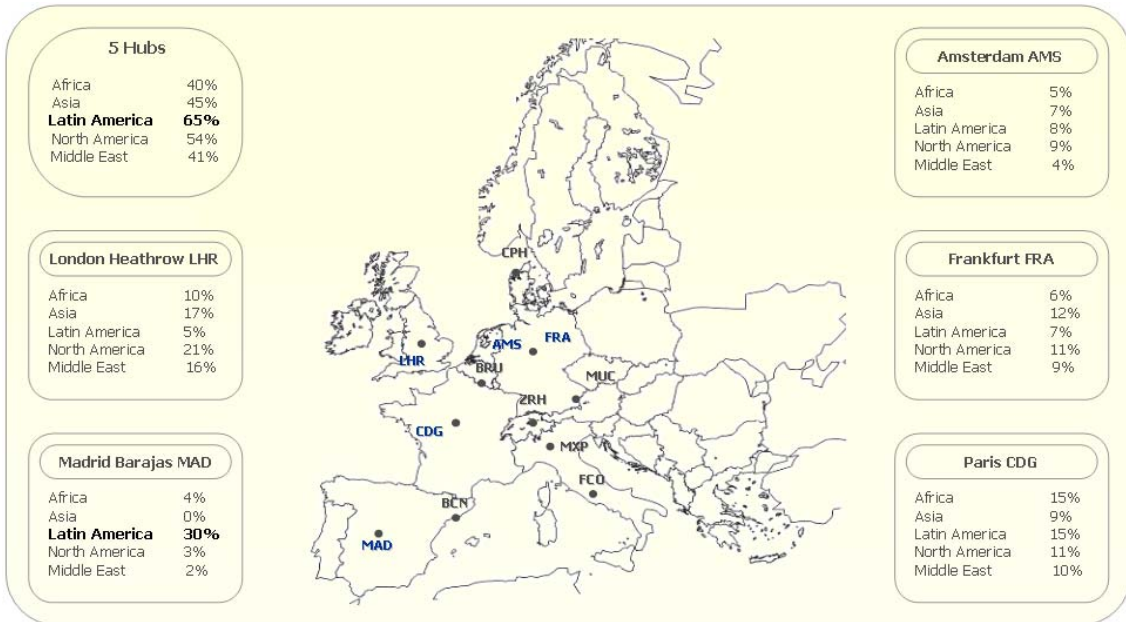 5 Hubs
Africa 40%
Asia 45%
Latin America 65%
North America 54%
Middle East 41%
London Heathrow LHR
Africa 10%
Asia 17%
Latin America 5%
North America 21%
Middle East 16%
Madrid Barajas MAD
Africa 4%
Asia 0%
Latin America 30%
North America 3%
Middle East 2%
CPH
FRA
AMS
LHR
BRU
MUC
ZRH
CDG
MXP
FCO
BCN
MAD
Amsterdam AMS
Africa 5%
Asia 7%
Latin America 8%
North America 9%
Middle East 4%
Frankfurt FRA
Africa 6%
Asia 12%
Latin America 7%
North America 11%
Middle East 9%
Paris CDG
Africa 15%
Asia 9%
Latin America 15%
North America 11%
Middle East 10%